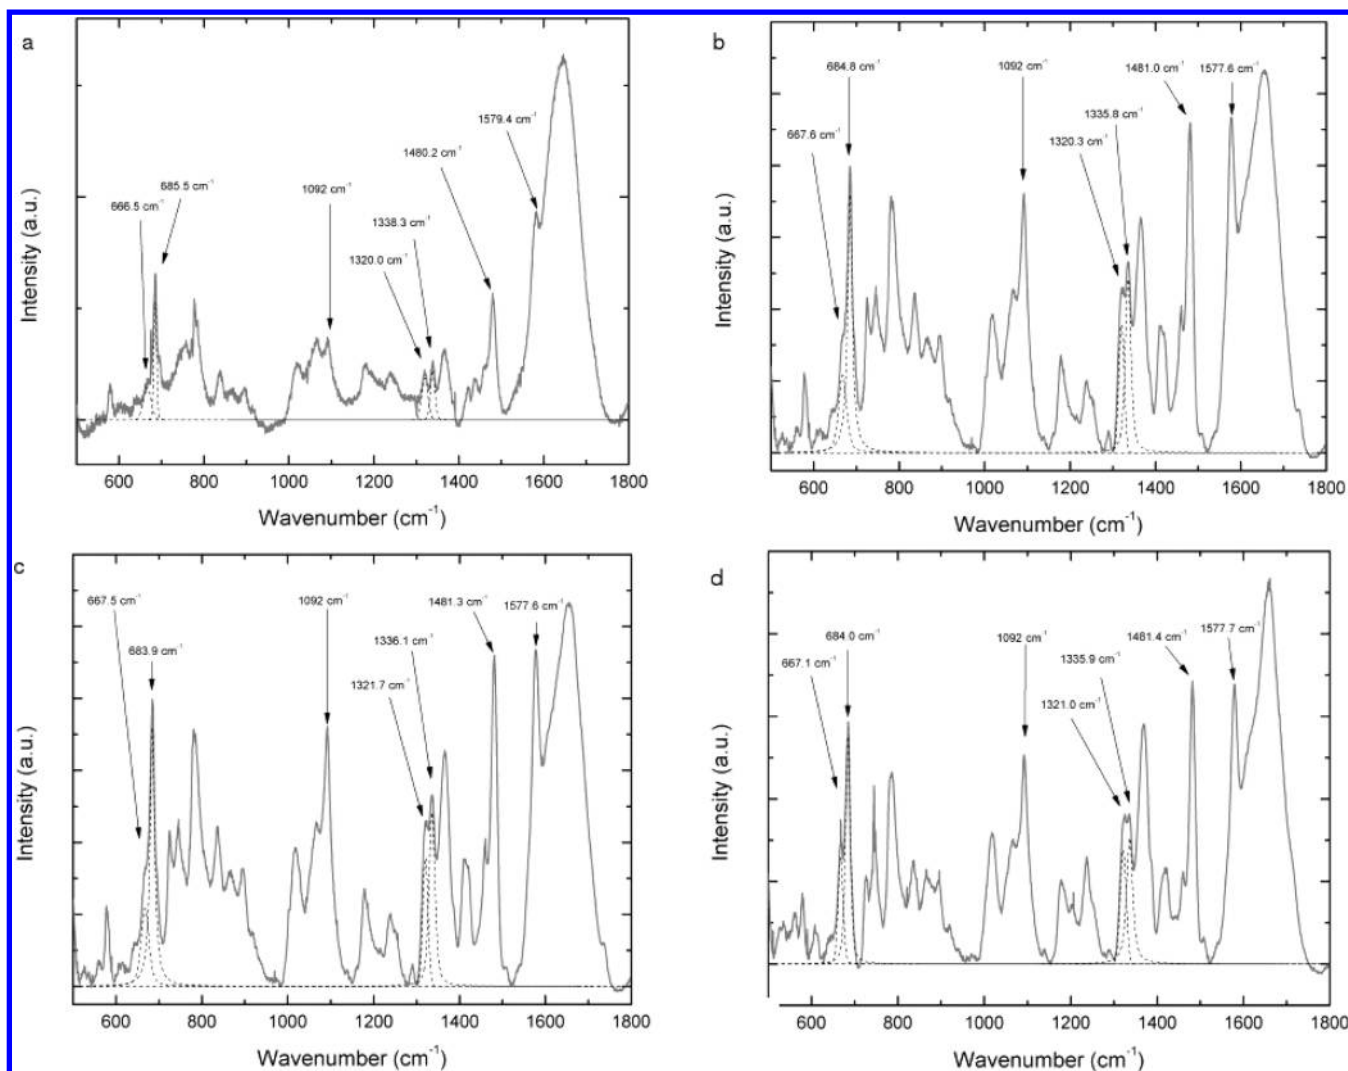 a
666.5 cm⁻¹
685.5 cm⁻¹
1092 cm⁻¹
1320.0 cm⁻¹
1338.3 cm⁻¹
1480.2 cm⁻¹
1579.4 cm⁻¹
Intensity (a.u.)
600 800 1000 1200 1400 1600 1800
Wavenumber (cm⁻¹)
b
667.6 cm⁻¹
684.8 cm⁻¹
1092 cm⁻¹
1320.3 cm⁻¹
1335.8 cm⁻¹
1481.0 cm⁻¹
1577.6 cm⁻¹
Intensity (a.u.)
600 800 1000 1200 1400 1600 1800
Wavenumber (cm⁻¹)
c
667.5 cm⁻¹
683.9 cm⁻¹
1092 cm⁻¹
1321.7 cm⁻¹
1336.1 cm⁻¹
1481.3 cm⁻¹
1577.6 cm⁻¹
Intensity (a.u.)
600 800 1000 1200 1400 1600 1800
Wavenumber (cm⁻¹)
d
667.1 cm⁻¹
684.0 cm⁻¹
1092 cm⁻¹
1321.0 cm⁻¹
1335.9 cm⁻¹
1481.4 cm⁻¹
1577.7 cm⁻¹
Intensity (a.u.)
600 800 1000 1200 1400 1600 1800
Wavenumber (cm⁻¹)